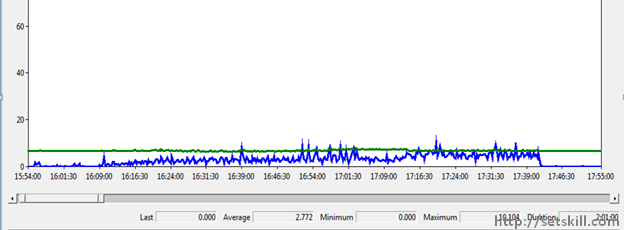 60
40
20
0
15:54:00 16:01:30 16:09:00 16:16:30 16:24:00 16:31:30 16:39:00 16:46:30 16:54:00 17:01:30 17:09:00 17:16:30 17:24:00 17:31:30 17:39:00 17:46:30 17:55:00
Last 0.000 Average 2.772 Minimum 0.000 Maximum 10.104 Duration 2:01:00
http://setskill.com